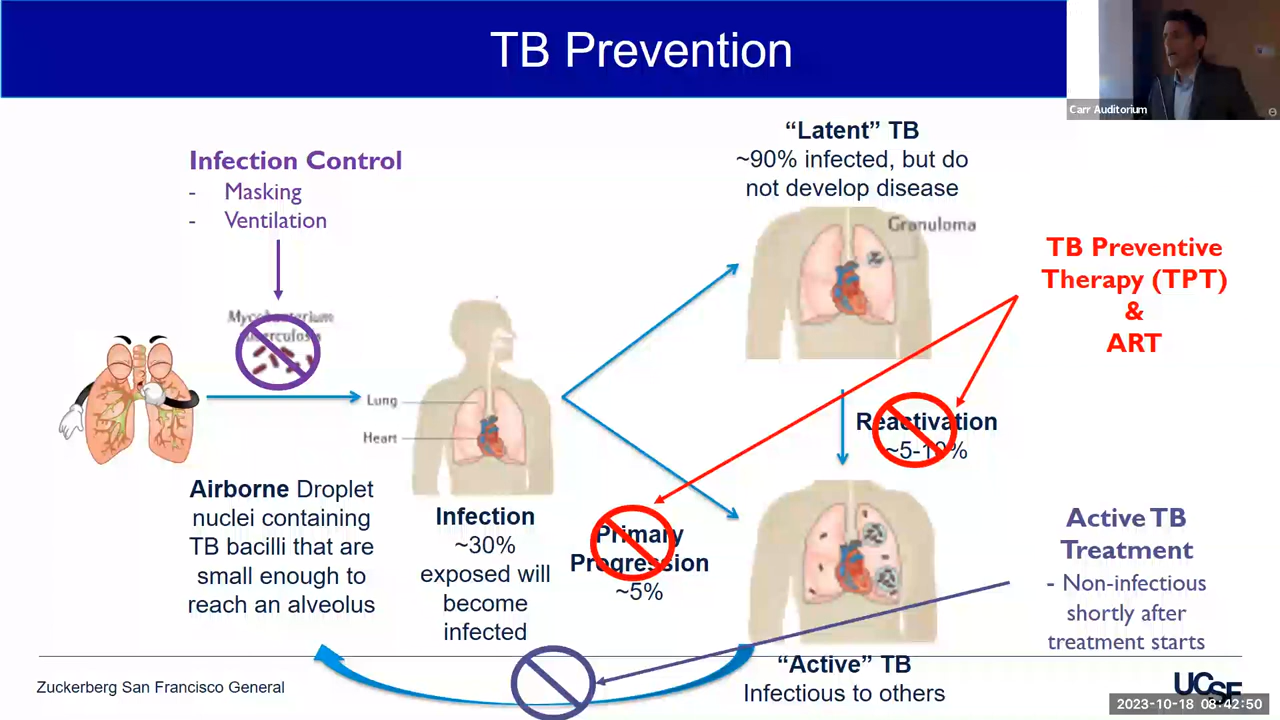 TB Prevention
Carr Auditorium
Infection Control
- Masking
- Ventilation
Mycobacterium
tuberculosis
Lung
Heart
Airborne Droplet
nuclei containing
TB bacilli that are
small enough to
reach an alveolus
Infection
~30%
exposed will
become
infected
"Latent" TB
~90% infected, but do
not develop disease
Granuloma
TB Preventive
Therapy (TPT)
&
ART
Reactivation
~5-10%
Primary
Progression
~5%
Active TB
Treatment
- Non-infectious
shortly after
treatment starts
"Active" TB
Infectious to others
Zuckerberg San Francisco General
UCSF
2023-10-18 08:42:50